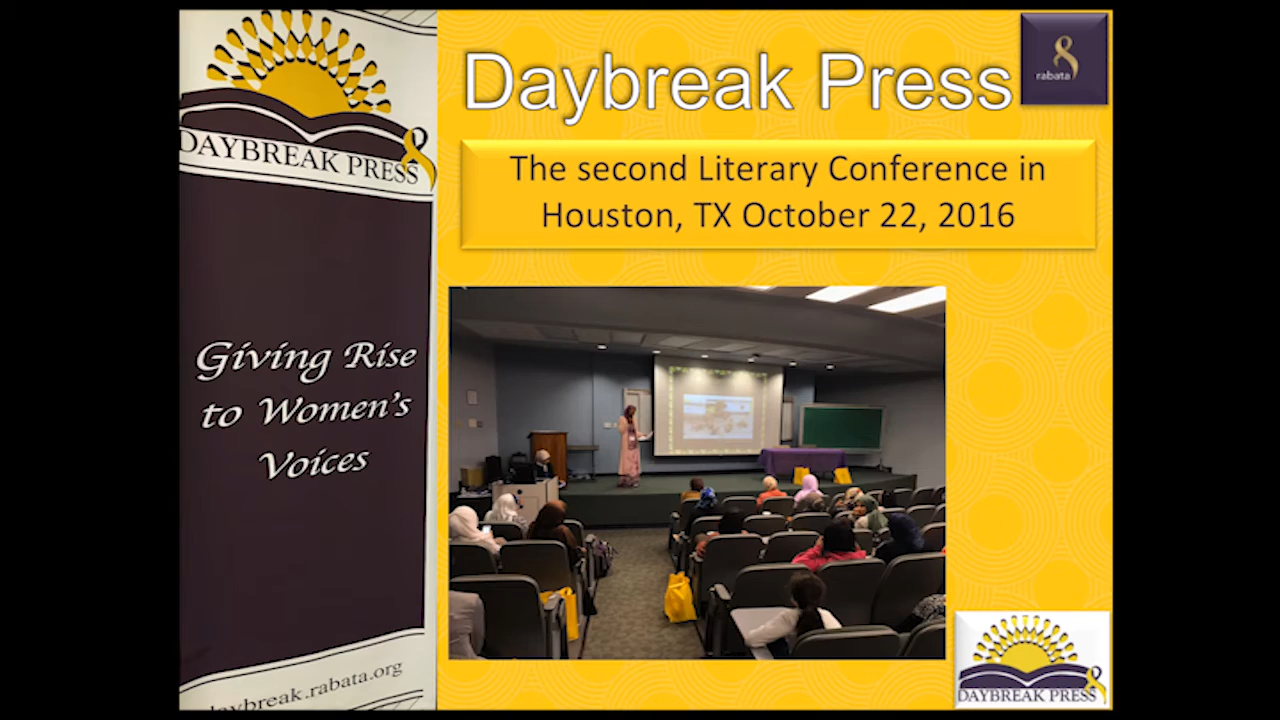 DAYBREAK PRESS
Giving Rise
to Women's
Voices
daybreak.rabata.org
Daybreak Press
rabata
The second Literary Conference in
Houston, TX October 22, 2016
DAYBREAK PRESS